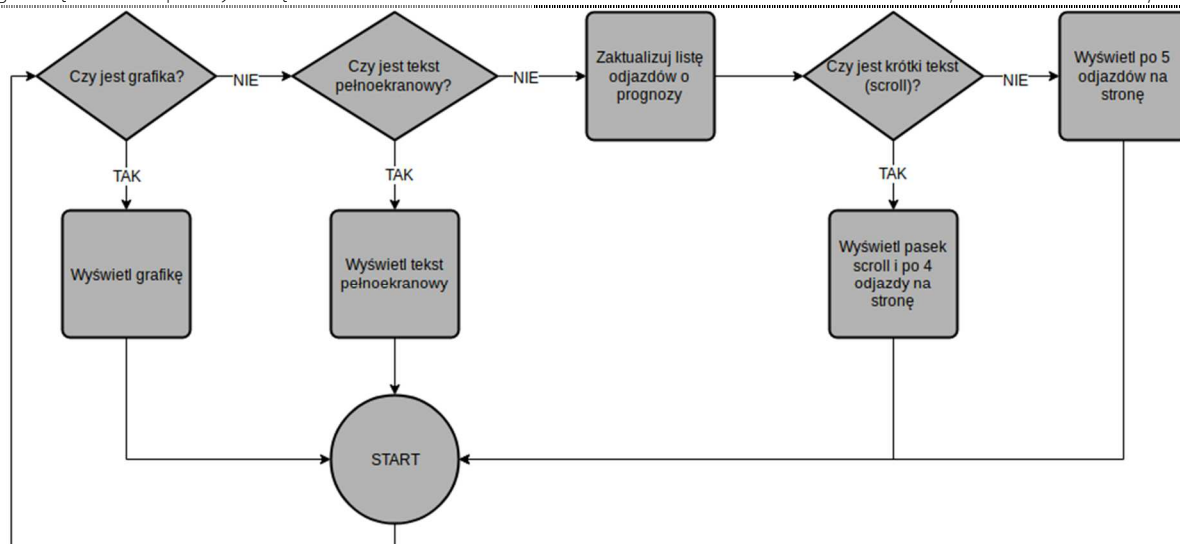 Czy jest grafika?
NIE
Czy jest tekst
pełnoekranowy?
NIE
Zaktualizuj listę
odjazdów o
prognozy
Czy jest krótki tekst
(scroll)?
NIE
Wyświetl po 5
odjazdów na
stronę
TAK
TAK
TAK
Wyświetl grafikę
Wyświetl tekst
pełnoekranowy
Wyświetl pasek
scroll i po 4
odjazdy na
stronę
START